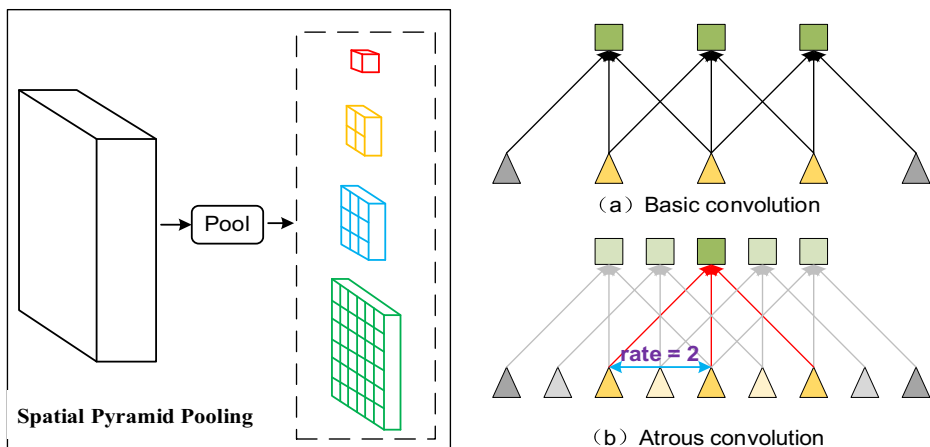 Pool
Spatial Pyramid Pooling
（a）Basic convolution
rate = 2
（b）Atrous convolution